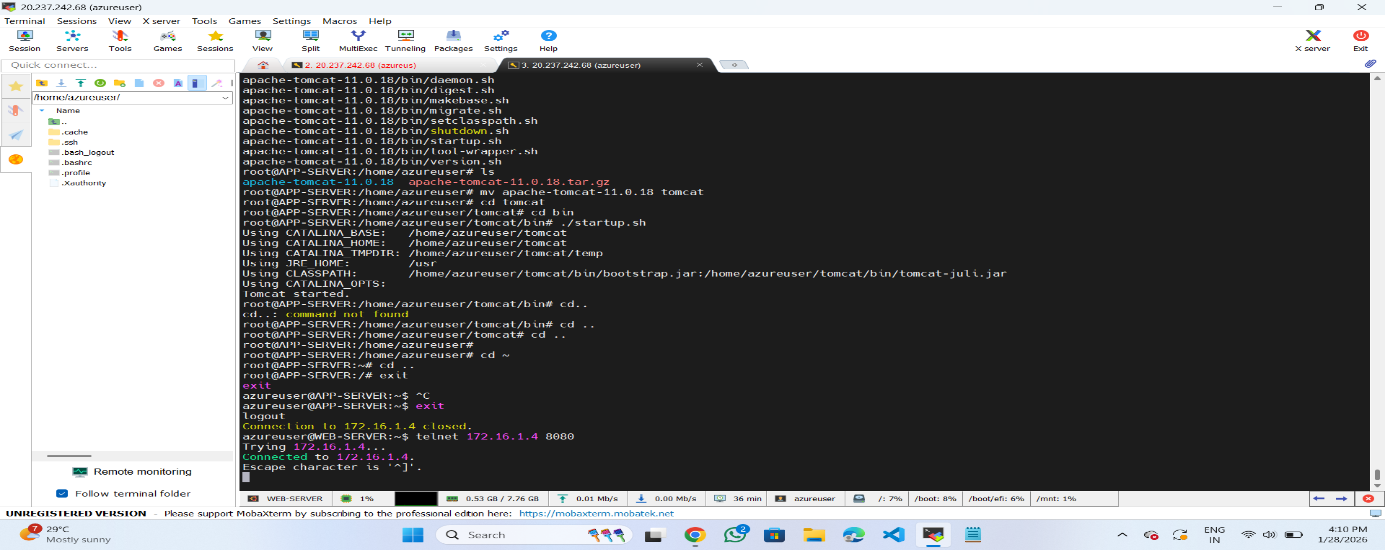 20.237.242.68 (azureuser)
Terminal Sessions View X server Tools Games Settings Macros Help
Session Servers Tools Games Sessions View Split MultiExec Tunneling Packages Settings Help X server Exit
Quick connect...
2. 20.237.242.68 (azureus)
3. 20.237.242.68 (azureuser)
/home/azureuser/
Name
..
.cache
.ssh
.bash_logout
.bashrc
.profile
.Xauthority
Remote monitoring
Follow terminal folder
apache-tomcat-11.0.18/bin/daemon.sh
apache-tomcat-11.0.18/bin/digest.sh
apache-tomcat-11.0.18/bin/makebase.sh
apache-tomcat-11.0.18/bin/migrate.sh
apache-tomcat-11.0.18/bin/setclasspath.sh
apache-tomcat-11.0.18/bin/shutdown.sh
apache-tomcat-11.0.18/bin/startup.sh
apache-tomcat-11.0.18/bin/tool-wrapper.sh
apache-tomcat-11.0.18/bin/version.sh
root@APP-SERVER:/home/azureuser# ls
apache-tomcat-11.0.18 apache-tomcat-11.0.18.tar.gz
root@APP-SERVER:/home/azureuser# mv apache-tomcat-11.0.18 tomcat
root@APP-SERVER:/home/azureuser# cd tomcat
root@APP-SERVER:/home/azureuser/tomcat# cd bin
root@APP-SERVER:/home/azureuser/tomcat/bin# ./startup.sh
Using CATALINA_BASE: /home/azureuser/tomcat
Using CATALINA_HOME: /home/azureuser/tomcat
Using CATALINA_TMPDIR: /home/azureuser/tomcat/temp
Using JRE_HOME: /usr
Using CLASSPATH: /home/azureuser/tomcat/bin/bootstrap.jar:/home/azureuser/tomcat/bin/tomcat-juli.jar
Using CATALINA_OPTS:
Tomcat started.
root@APP-SERVER:/home/azureuser/tomcat/bin# cd..
cd..: command not found
root@APP-SERVER:/home/azureuser/tomcat/bin# cd ..
root@APP-SERVER:/home/azureuser/tomcat# cd ..
root@APP-SERVER:/home/azureuser#
root@APP-SERVER:/home/azureuser# cd ~
root@APP-SERVER:~# cd ..
root@APP-SERVER:/# exit
exit
azureuser@APP-SERVER:~$ ^C
azureuser@APP-SERVER:~$ exit
logout
Connection to 172.16.1.4 closed.
azureuser@WEB-SERVER:~$ telnet 172.16.1.4 8080
Trying 172.16.1.4...
Connected to 172.16.1.4.
Escape character is '^]'.
WEB-SERVER 1% 0.53 GB / 7.76 GB 0.01 Mb/s 0.00 Mb/s 36 min azureuser /: 7% /boot: 8% /boot/efi: 6% /mnt: 1%
UNREGISTERED VERSION - Please support MobaXterm by subscribing to the professional edition here: https://mobaxterm.mobatek.net
7
29°C
Mostly sunny
Search
2
ENG
IN
4:10 PM
1/28/2026